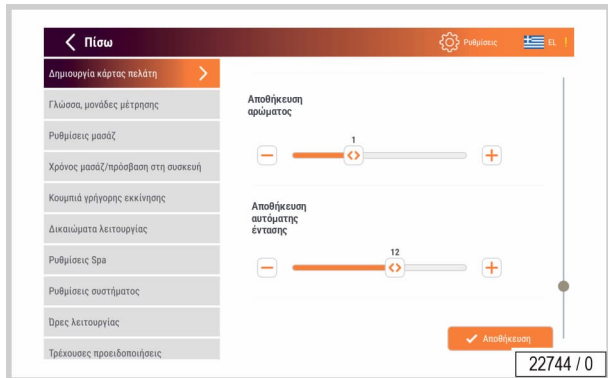 Πίσω
Ρυθμίσεις
EL !
Δημιουργία κάρτας πελάτη
Γλώσσα, μονάδες μέτρησης
Ρυθμίσεις μασάζ
Χρόνος μασάζ/πρόσβαση στη συσκευή
Κουμπιά γρήγορης εκκίνησης
Δικαιώματα λειτουργίας
Ρυθμίσεις Spa
Ρυθμίσεις συστήματος
Ώρες λειτουργίας
Τρέχουσες προειδοποιήσεις
Αποθήκευση
αρώματος
1
Αποθήκευση
αυτόματης
έντασης
12
Αποθήκευση
22744 / 0